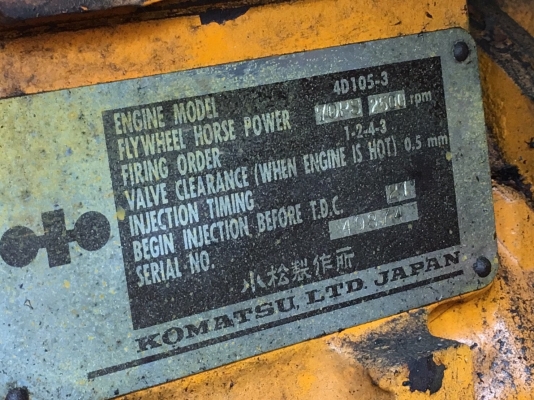 ENGINE MODEL 4D105-3
FLYWHEEL HORSE POWER rpm
FIRING ORDER 1-2-4-3
VALVE CLEARANCE (WHEN ENGINE IS HOT) 0.5 mm
INJECTION TIMING
BEGIN INJECTION BEFORE T.D.C
SERIAL NO.
小松製作所
KOMATSU, LTD. JAPAN